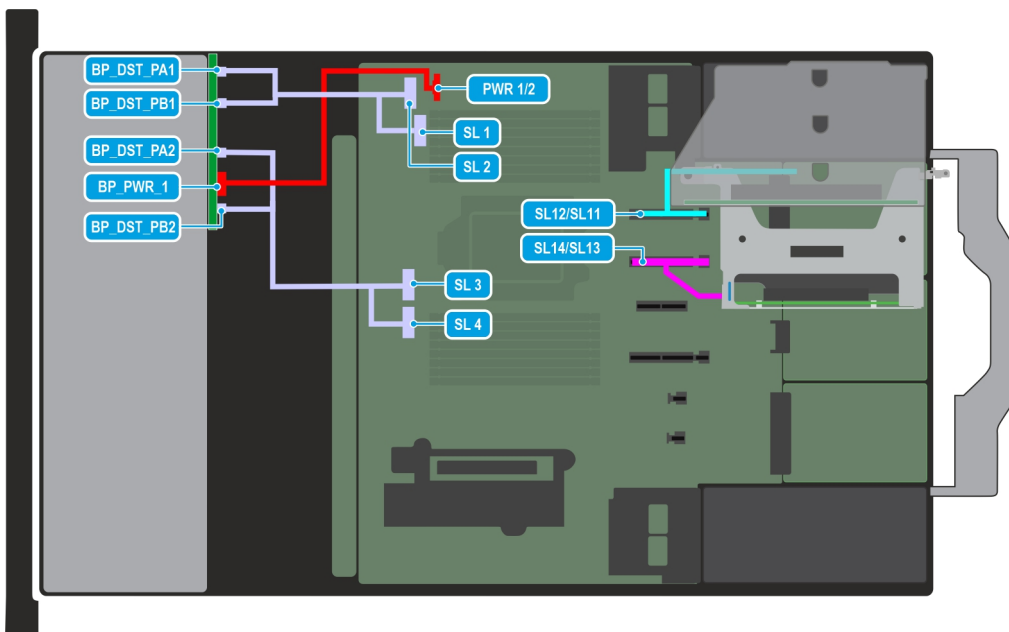 BP_DST_PA1
BP_DST_PB1
BP_DST_PA2
BP_PWR_1
BP_DST_PB2
PWR 1/2
SL 1
SL 2
SL12/SL11
SL14/SL13
SL 3
SL 4